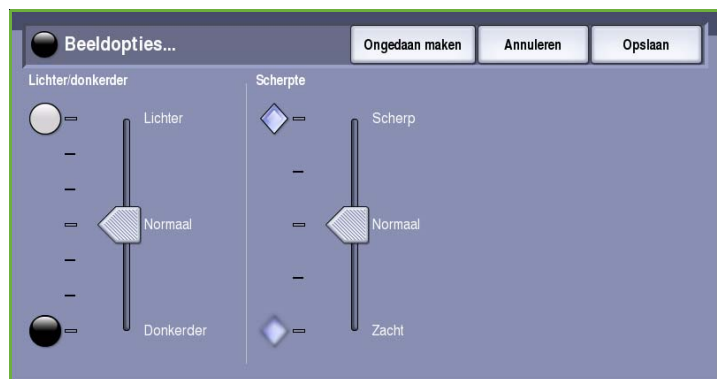 Beeldopties...
Ongedaan maken
Annuleren
Opslaan
Lichter/donkerder
Lichter
Normaal
Donkerder
Scherpte
Scherp
Normaal
Zacht